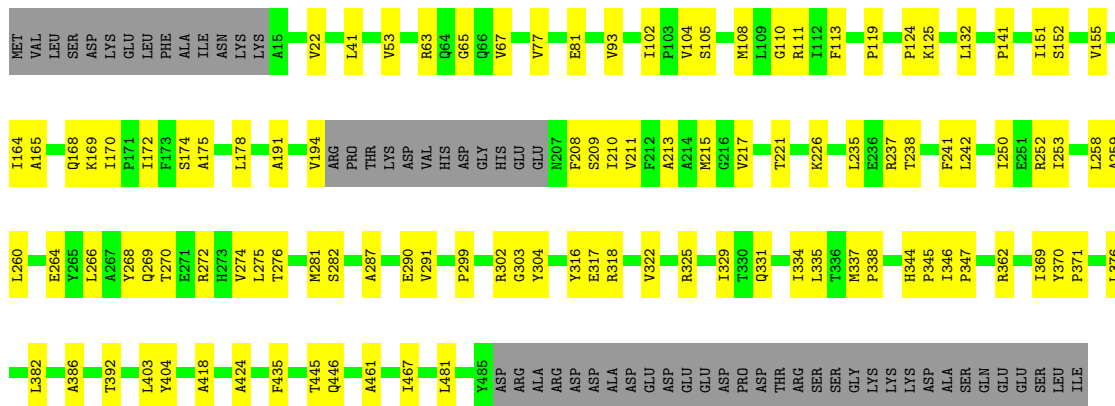 MET VAL LEU SER ASP LYS GLU LEU PHE ALA ILE ASN LYS LYS A15 V22 L41 V53 R63 Q64 G65 Q66 V67 V77 E81 V93 I102 P103 V104 S105 M108 L109 G110 R111 I112 F113 P119 P124 K125 L132 P141 I151 S152 V155
I164 A165 Q168 K169 I170 P171 I172 F173 S174 A175 L178 A191 V194 ARG PRO THR LYS ASP VAL HIS ASP GLY HIS GLU GLU N207 F208 S209 I210 V211 F212 A213 A214 M215 G216 V217 T221 K226 L235 E236 R237 T238 F241 L242 I250 E251 R252 I253 L258 A259
L260 E264 Y265 L266 A267 Y268 Q269 T270 E271 R272 H273 V274 L275 T276 M281 S282 A287 E290 V291 P299 R302 G303 Y304 Y316 E317 R318 V322 R325 I329 T330 Q331 I334 L335 T336 M337 P338 H344 P345 I346 P347 R362 I369 Y370 P371 L376
L382 A386 T392 L403 Y404 A418 A424 F435 T445 Q446 A461 I467 L481 Y485 ASP ARG ALA ARG ASP ASP ALA ASP GLU ASP GLU GLU ASP PRO ASP THR ARG SER SER GLY LYS LYS LYS ASP ALA SER GLN GLU GLU SER LEU ILE